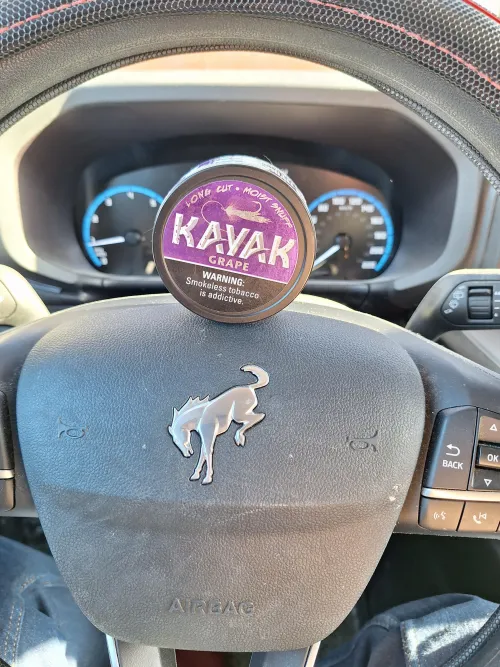 LONG CUT • MOIST SNUFF
KAYAK
GRAPE
WARNING:
Smokeless tobacco
is addictive.
BACK
OK
AIRBAG